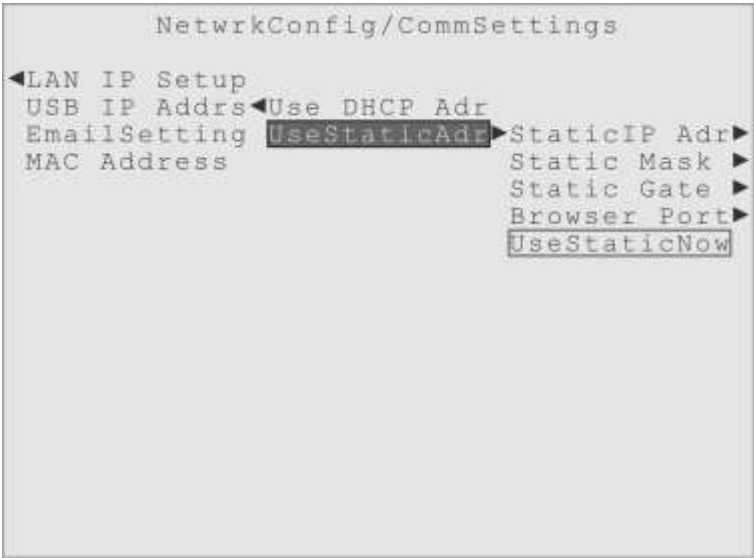 NetwrkConfig/CommSettings
◄LAN IP Setup
USB IP Addrs◄Use DHCP Adr
EmailSetting UseStaticAdr►StaticIP Adr►
MAC Address Static Mask ►
Static Gate ►
Browser Port►
UseStaticNow